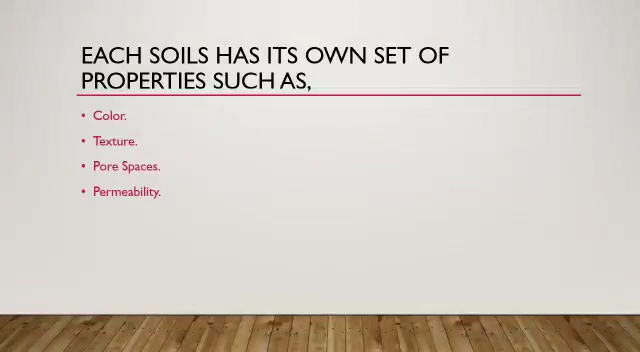 EACH SOILS HAS ITS OWN SET OF
PROPERTIES SUCH AS,
• Color.
• Texture.
• Pore Spaces.
• Permeability.